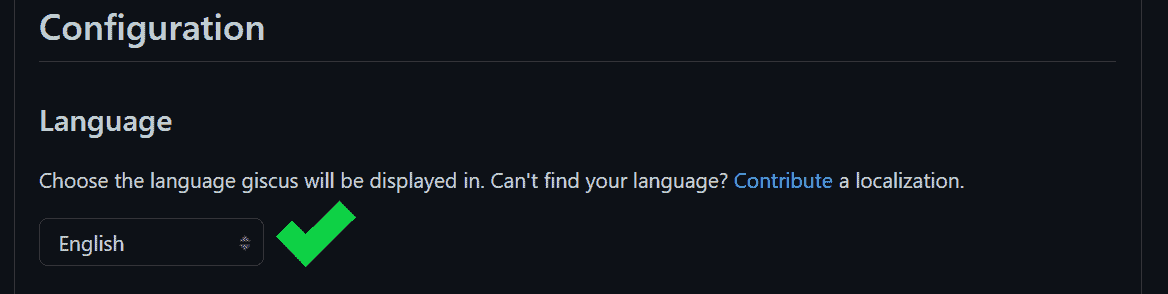 Configuration
Language
Choose the language giscus will be displayed in. Can't find your language? Contribute a localization.
English